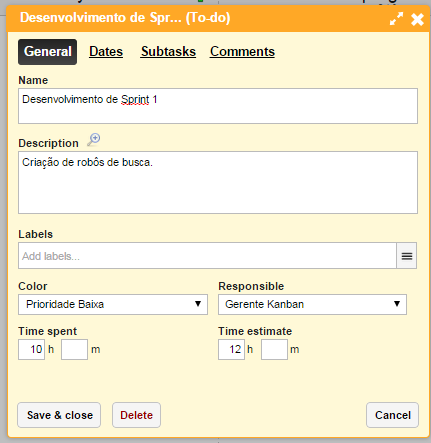 Desenvolvimento de Spr... (To-do)
General Dates Subtasks Comments
Name
Desenvolvimento de Sprint 1
Description
Criação de robôs de busca.
Labels
Add labels...
Color Responsible
Prioridade Baixa Gerente Kanban
Time spent Time estimate
10 h m 12 h m
Save & close Delete Cancel